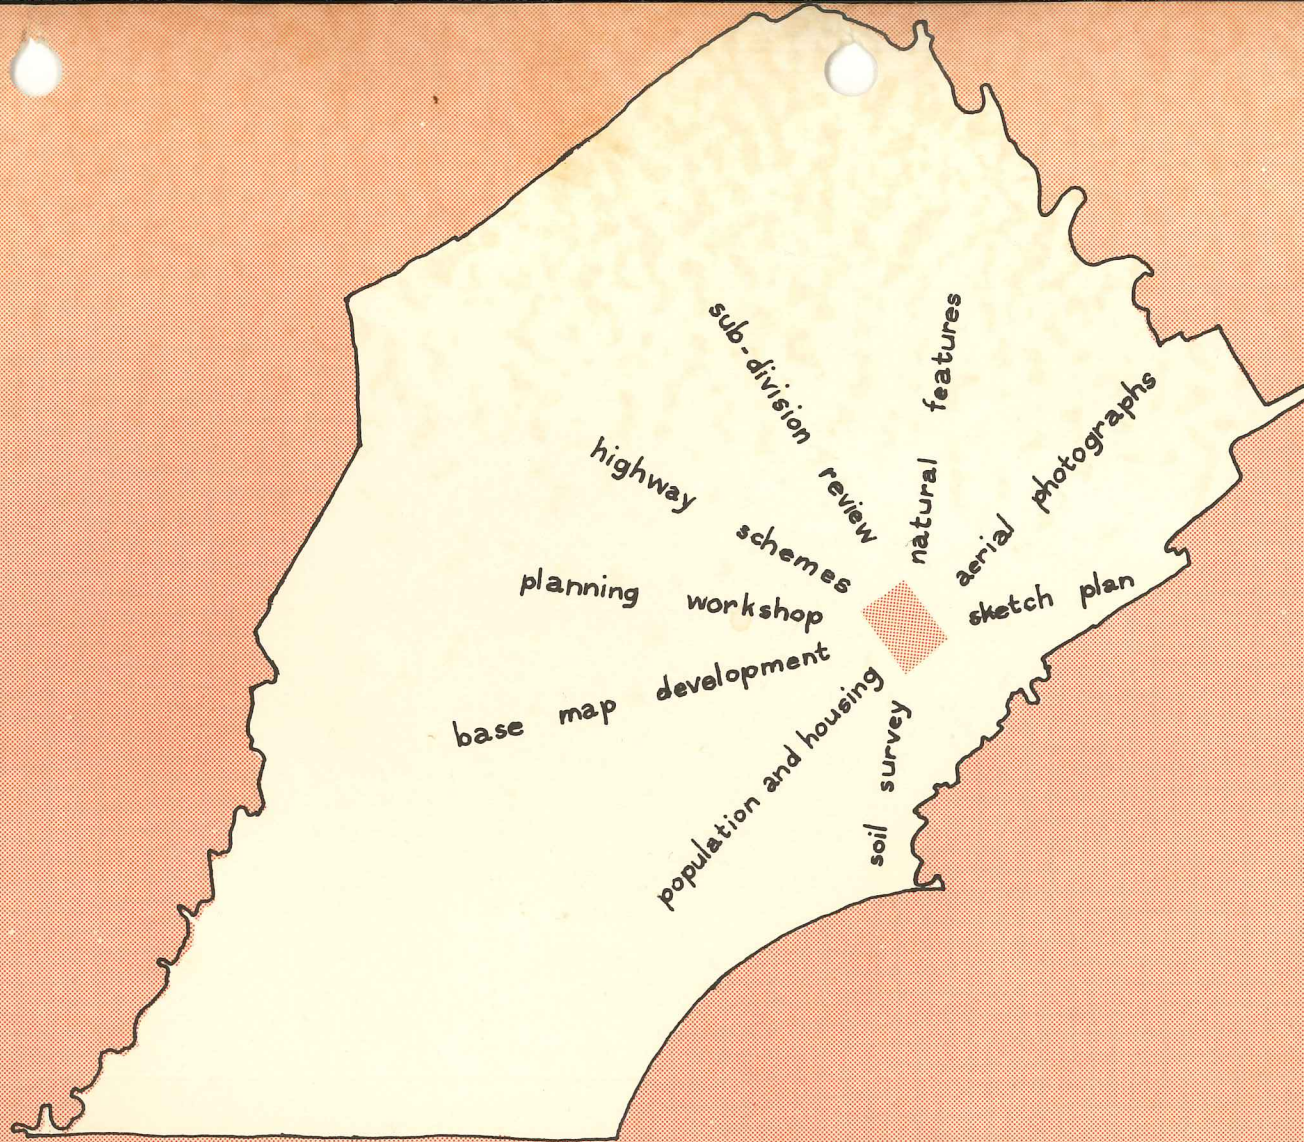 sub-division review
natural features
aerial photographs
highway schemes
sketch plan
planning workshop
base map development
population and housing
soil survey